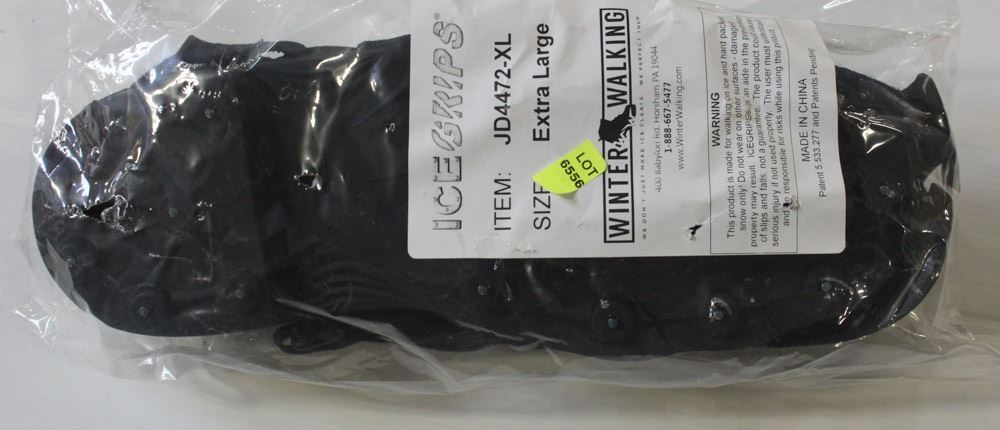 ICEGRIPS®
ITEM: JD4472-XL
SIZE Extra Large
LOT
6556
WINTER WALKING
WE DON'T JUST MAKE ICE CLEATS. WE PERFECT THEM
400 Babylon Rd. Horsham, PA 19044
1-888-667-5477
www.WinterWalking.com
WARNING
This product is made for walking on ice and hard packed
snow only! Do not wear on other surfaces - damage
property may result. ICEGRIPS is an aide in the
of slips and falls, not a guarantee. The product
serious injury if not used properly. The user must
and be responsible for risks while using this
MADE IN CHINA
Patent 5.533.277 and Patents Pending